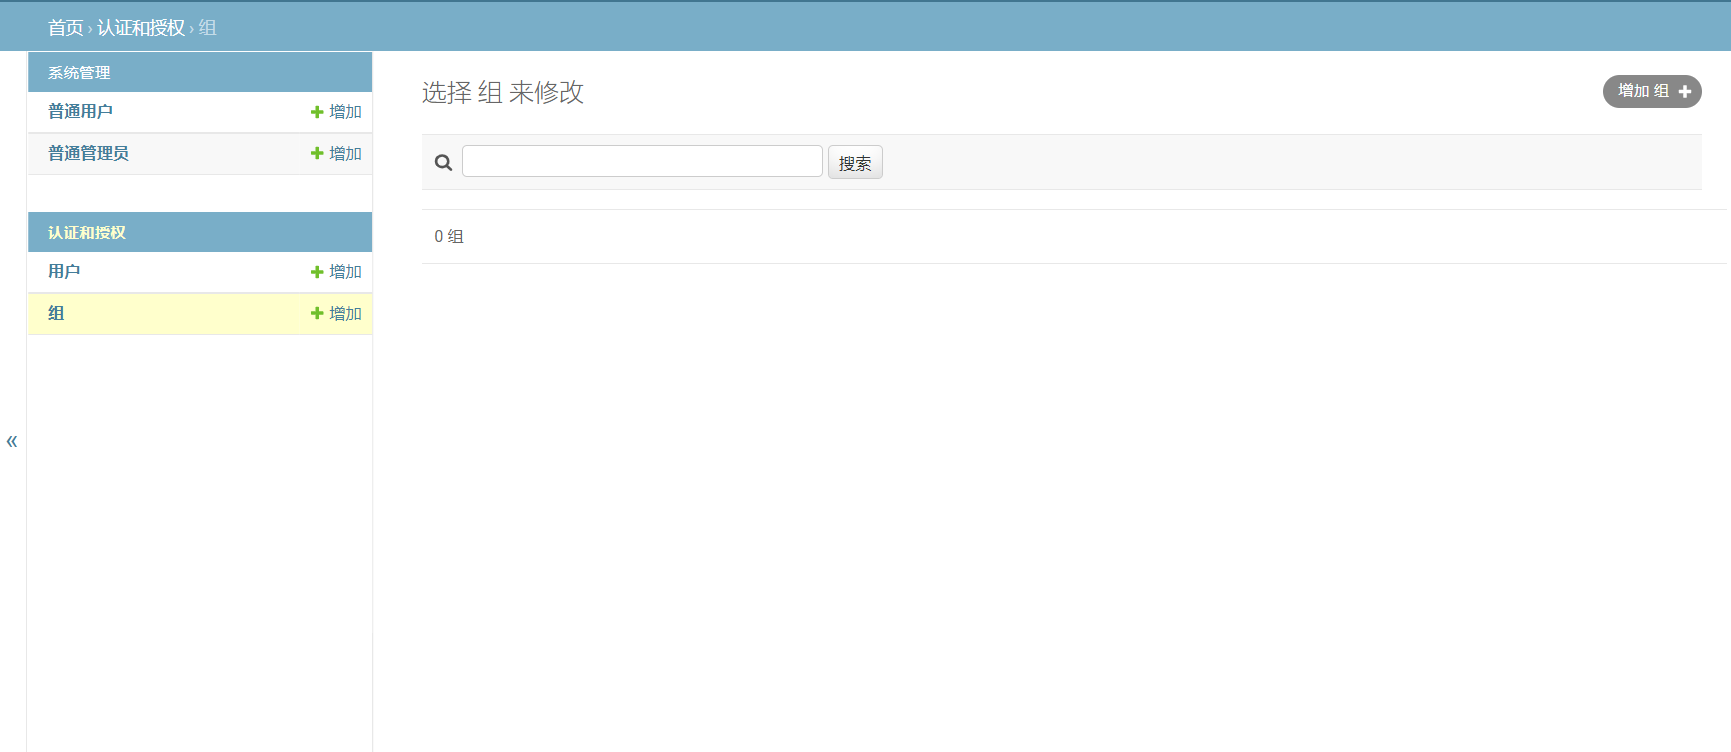 首页 › 认证和授权 › 组
系统管理
普通用户 增加
普通管理员 增加
认证和授权
用户 增加
组 增加
«
选择 组 来修改
增加 组
搜索
0 组